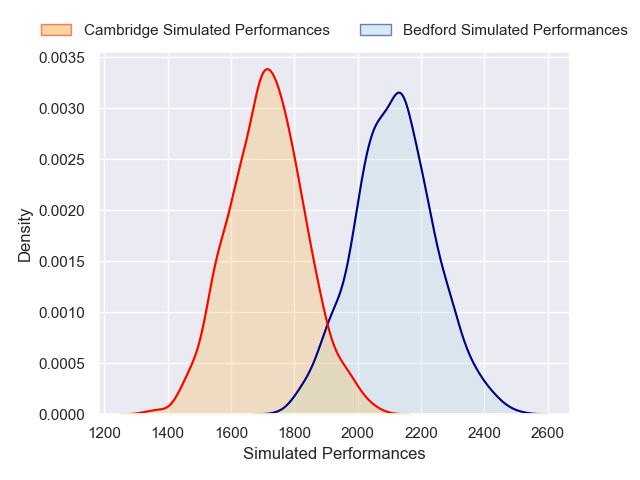 Cambridge Simulated Performances Bedford Simulated Performances
0.0035
0.0030
0.0025
0.0020
0.0015
0.0010
0.0005
0.0000
Density
1200 1400 1600 1800 2000 2200 2400 2600
Simulated Performances